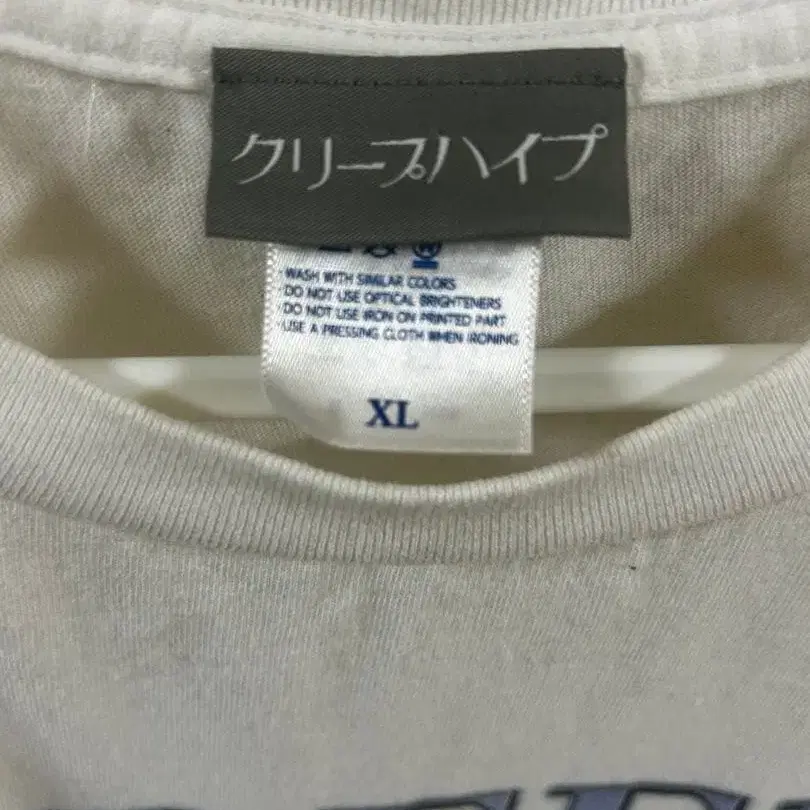 クリープハイプ
· WASH WITH SIMILAR COLORS
· DO NOT USE OPTICAL BRIGHTENERS
· DO NOT USE IRON ON PRINTED PART
· USE A PRESSING CLOTH WHEN IRONING
XL